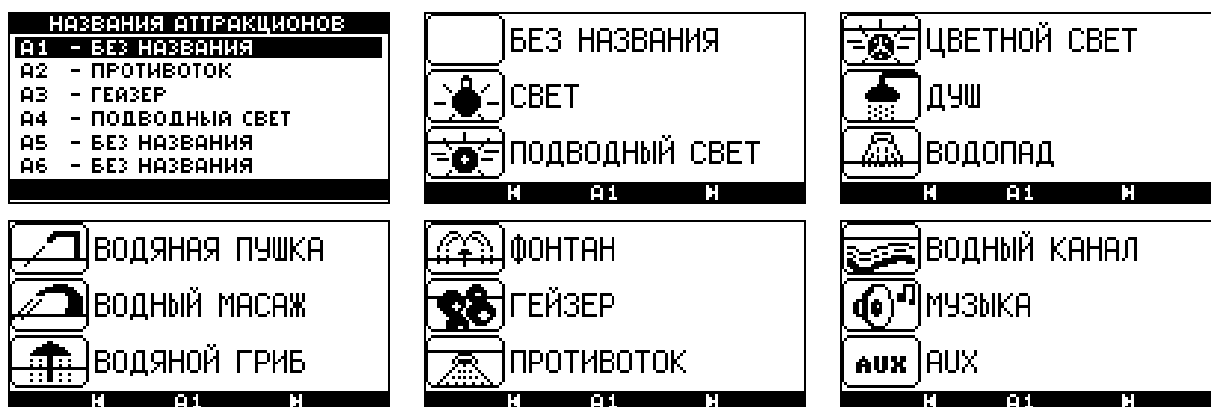 НАЗВАНИЯ АТТРАКЦИОНОВ
А1 - БЕЗ НАЗВАНИЯ
А2 - ПРОТИВОТОК
А3 - ГЕЙЗЕР
А4 - ПОДВОДНЫЙ СВЕТ
А5 - БЕЗ НАЗВАНИЯ
А6 - БЕЗ НАЗВАНИЯ
БЕЗ НАЗВАНИЯ
СВЕТ
ПОДВОДНЫЙ СВЕТ
А1
ЦВЕТНОЙ СВЕТ
ДУШ
ВОДОПАД
А1
ВОДЯНАЯ ПУШКА
ВОДНЫЙ МАСАЖ
ВОДЯНОЙ ГРИБ
А1
ФОНТАН
ГЕЙЗЕР
ПРОТИВОТОК
А1
ВОДНЫЙ КАНАЛ
МУЗЫКА
AUX AUX
А1